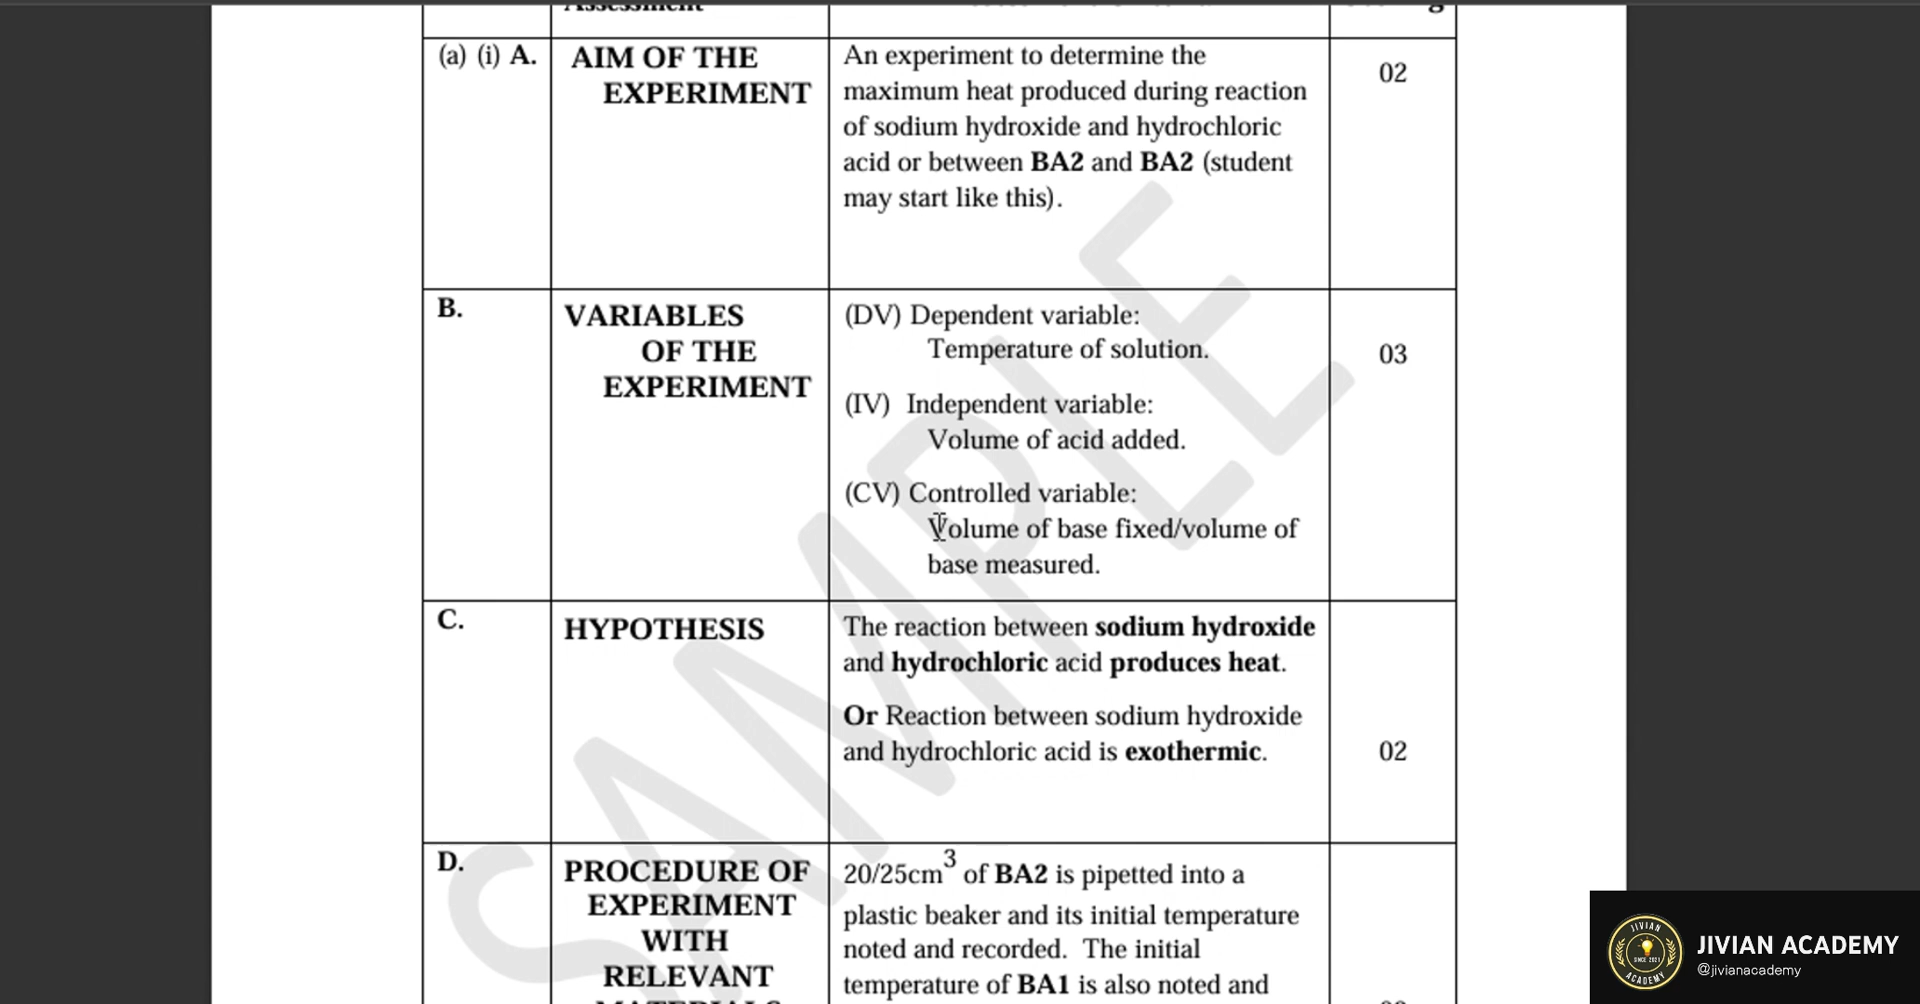 Assessment
(a) (i) A.
AIM OF THE
EXPERIMENT
An experiment to determine the
maximum heat produced during reaction
of sodium hydroxide and hydrochloric
acid or between BA2 and BA2 (student
may start like this).
02
B.
VARIABLES
OF THE
EXPERIMENT
(DV) Dependent variable:
Temperature of solution.
(IV) Independent variable:
Volume of acid added.
(CV) Controlled variable:
Volume of base fixed/volume of
base measured.
03
C.
HYPOTHESIS
The reaction between sodium hydroxide
and hydrochloric acid produces heat.
Or Reaction between sodium hydroxide
and hydrochloric acid is exothermic.
02
D.
PROCEDURE OF
EXPERIMENT
WITH
RELEVANT
MATERIALS
20/25cm³ of BA2 is pipetted into a
plastic beaker and its initial temperature
noted and recorded. The initial
temperature of BA1 is also noted and
SAMPLE
JIVIAN
SINCE 2021
ACADEMY
JIVIAN ACADEMY
@jivianacademy